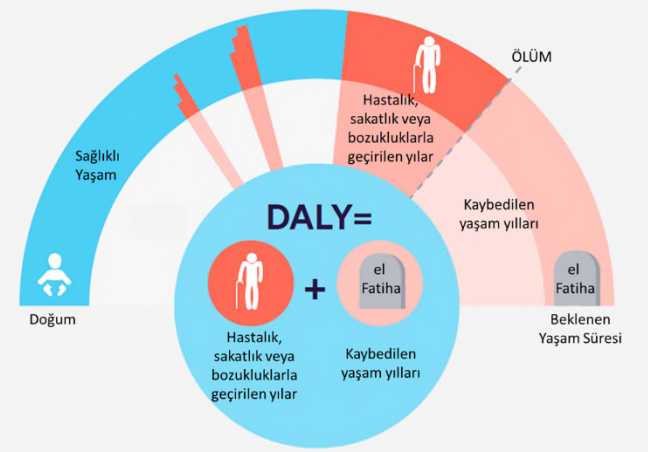 ÖLÜM
Hastalık,
sakatlık veya
bozukluklarla
geçirilen yılar
Sağlıklı
Yaşam
Kaybedilen
yaşam yılları
DALY=
+
el
Fatiha
el
Fatiha
Doğum
Beklenen
Yaşam Süresi
Hastalık,
sakatlık veya
bozukluklarla
geçirilen yılar
Kaybedilen
yaşam yılları